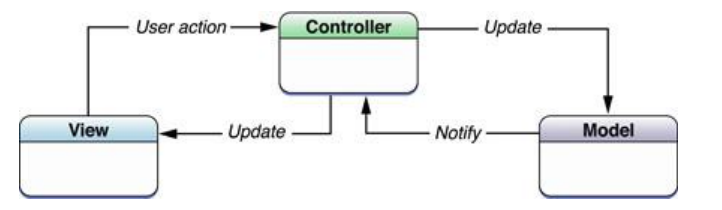 User action
Controller
Update
View
Update
Notify
Model